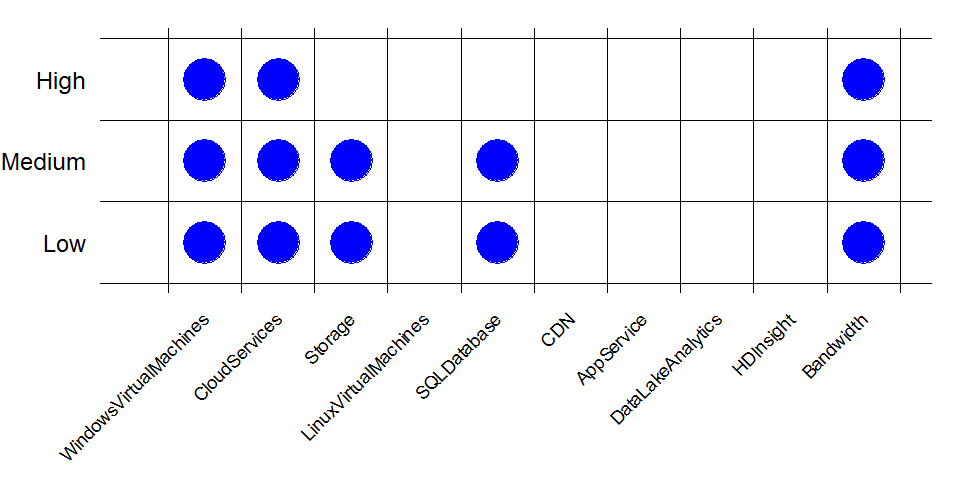 High
Medium
Low
WindowsVirtualMachines
CloudServices
Storage
LinuxVirtualMachines
SQLDatabase
CDN
AppService
DataLakeAnalytics
HDInsight
Bandwidth